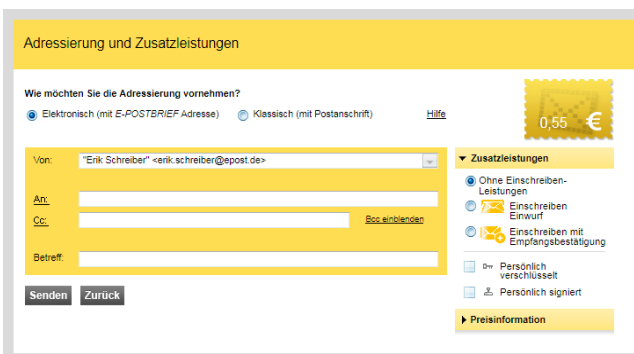 Adressierung und Zusatzleistungen
Wie möchten Sie die Adressierung vornehmen?
Elektronisch (mit E-POSTBRIEF Adresse) Klassisch (mit Postanschrift) Hilfe
0,55 €
Von: "Erik Schreiber" <erik.schreiber@epost.de>
An:
Cc: Bcc einblenden
Betreff:
Senden Zurück
Zusatzleistungen
Ohne Einschreiben-
Leistungen
Einschreiben
Einwurf
Einschreiben mit
Empfangsbestätigung
Persönlich
verschlüsselt
Persönlich signiert
Preisinformation